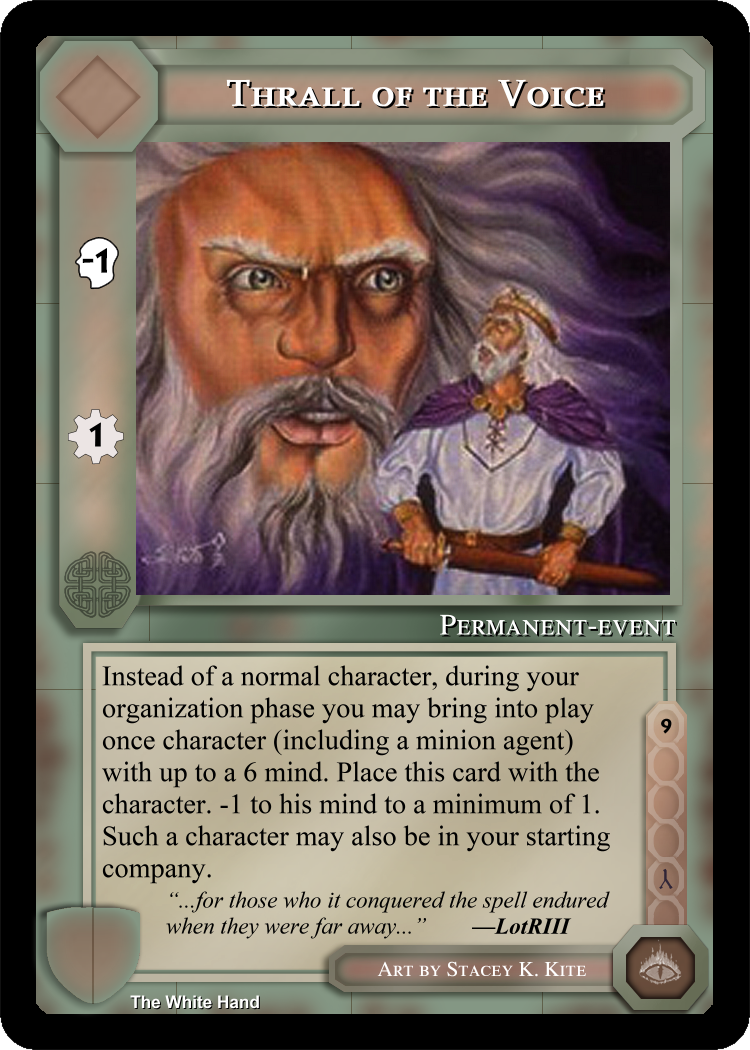 THRALL OF THE VOICE
-1
1
PERMANENT-EVENT
Instead of a normal character, during your
organization phase you may bring into play
once character (including a minion agent)
with up to a 6 mind. Place this card with the
character. -1 to his mind to a minimum of 1.
Such a character may also be in your starting
company.
9
“...for those who it conquered the spell endured
when they were far away...” —LotRIII
ART BY STACEY K. KITE
The White Hand